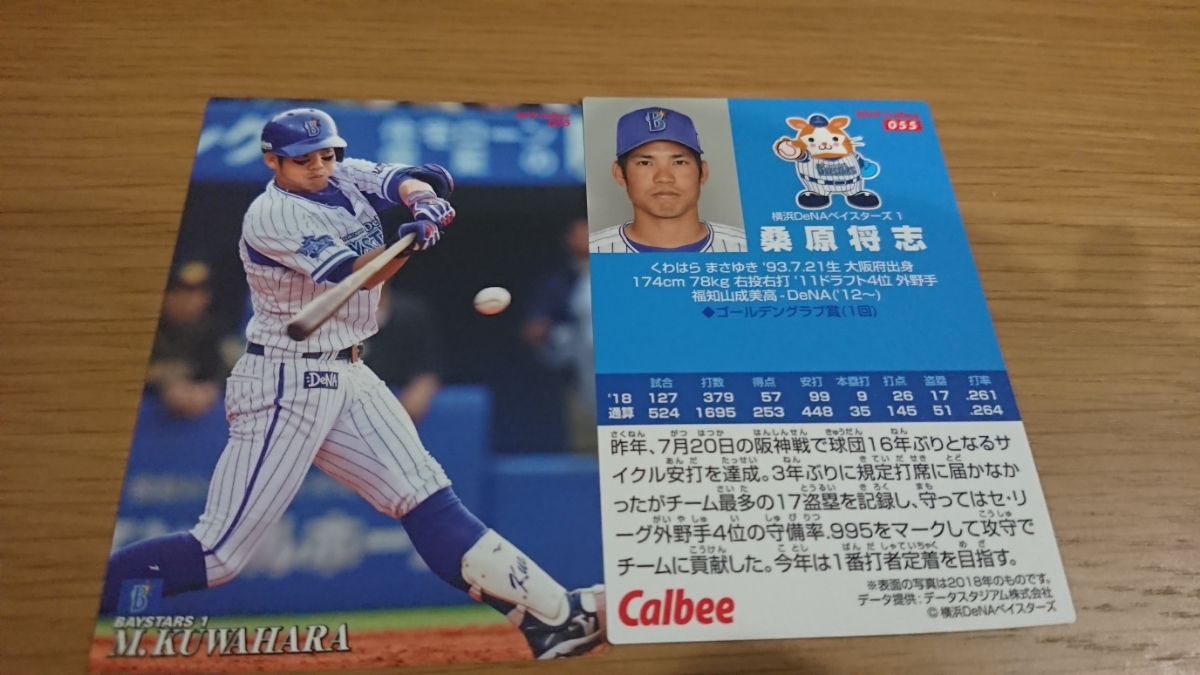 BAYSTARS 1
M.KUWAHARA
:DeNA
055
055
横浜DeNAベイスターズ 1
桑原将志
くわはら まさゆき '93.7.21生 大阪府出身
174cm 78kg 右投右打 '11ドラフト4位 外野手
福知山成美高-DeNA('12〜)
◆ゴールデングラブ賞(1回)
試合 打数 得点 安打 本塁打 打点 盗塁 打率
'18 127 379 57 99 9 26 17 .261
通算 524 1695 253 448 35 145 51 .264
昨年、7月20日の阪神戦で球団16年ぶりとなるサ
イクル安打を達成。3年ぶりに規定打席に届かなか
ったがチーム最多の17盗塁を記録し、守ってはセ・リ
ーグ外野手4位の守備率.995をマークして攻守で
チームに貢献した。今年は1番打者定着を目指す。
※表面の写真は2018年のものです。
データ提供:データスタジアム株式会社
© 横浜DeNAベイスターズ
Calbee